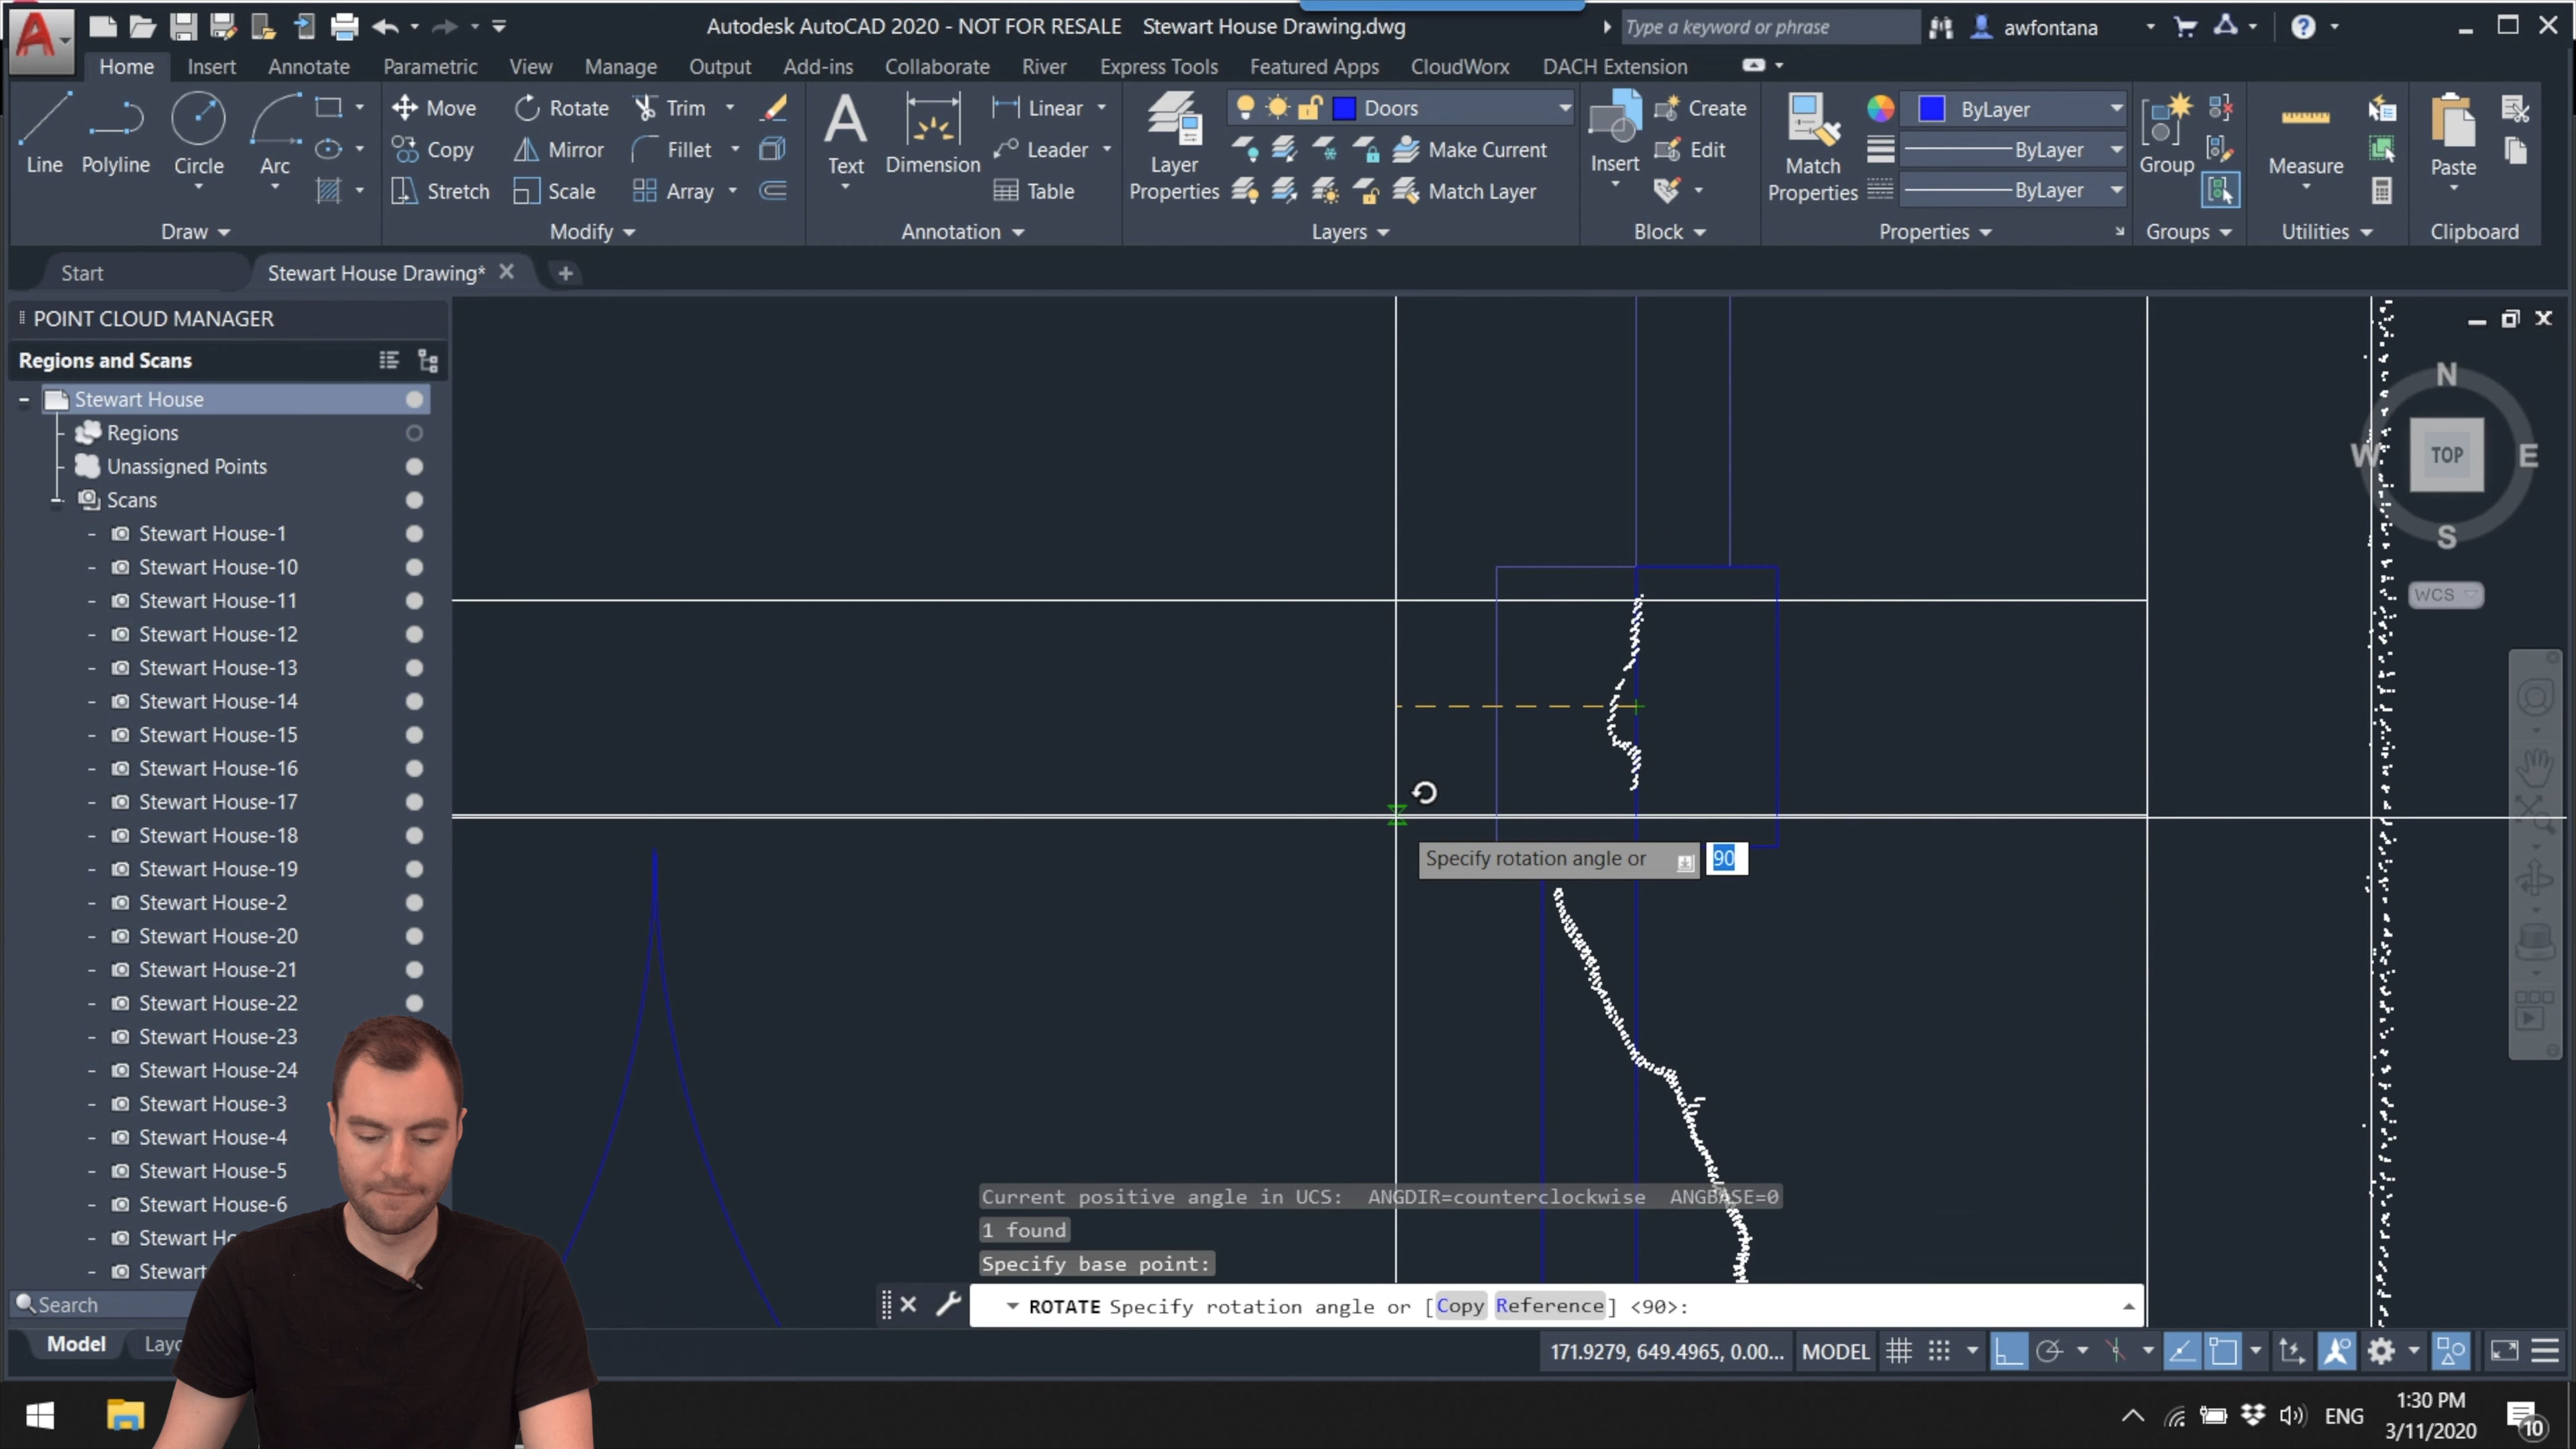 Autodesk AutoCAD 2020 - NOT FOR RESALE Stewart House Drawing.dwg
Type a keyword or phrase
awfontana
Home Insert Annotate Parametric View Manage Output Add-ins Collaborate River Express Tools Featured Apps CloudWorx DACH Extension
Line Polyline Circle Arc
Move Rotate Trim
Copy Mirror Fillet
Stretch Scale Array
Text Dimension
Linear
Leader
Table
Layer Properties
Doors
Make Current
Match Layer
Insert
Create
Edit
Match Properties
ByLayer
ByLayer
ByLayer
Group
Measure
Paste
Draw Modify Annotation Layers Block Properties Groups Utilities Clipboard
Start Stewart House Drawing*
POINT CLOUD MANAGER
Regions and Scans
Stewart House
Regions
Unassigned Points
Scans
Stewart House-1
Stewart House-10
Stewart House-11
Stewart House-12
Stewart House-13
Stewart House-14
Stewart House-15
Stewart House-16
Stewart House-17
Stewart House-18
Stewart House-19
Stewart House-2
Stewart House-20
Stewart House-21
Stewart House-22
Stewart House-23
Stewart House-24
Stewart House-3
Stewart House-4
Stewart House-5
Stewart House-6
Stewart
Stewart
Search
Model
N
W TOP E
S
WCS
Specify rotation angle or 90
Current positive angle in UCS: ANGDIR=counterclockwise ANGBASE=0
1 found
Specify base point:
ROTATE Specify rotation angle or [Copy Reference] <90>:
171.9279, 649.4965, 0.00... MODEL
ENG
1:30 PM
3/11/2020
10